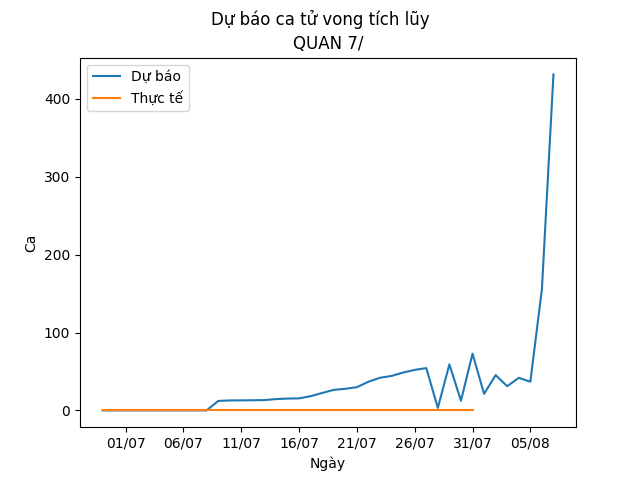 Dự báo ca tử vong tích lũy
QUAN 7/
Dự báo
Thực tế
400
300
200
100
0
Ca
01/07 06/07 11/07 16/07 21/07 26/07 31/07 05/08
Ngày